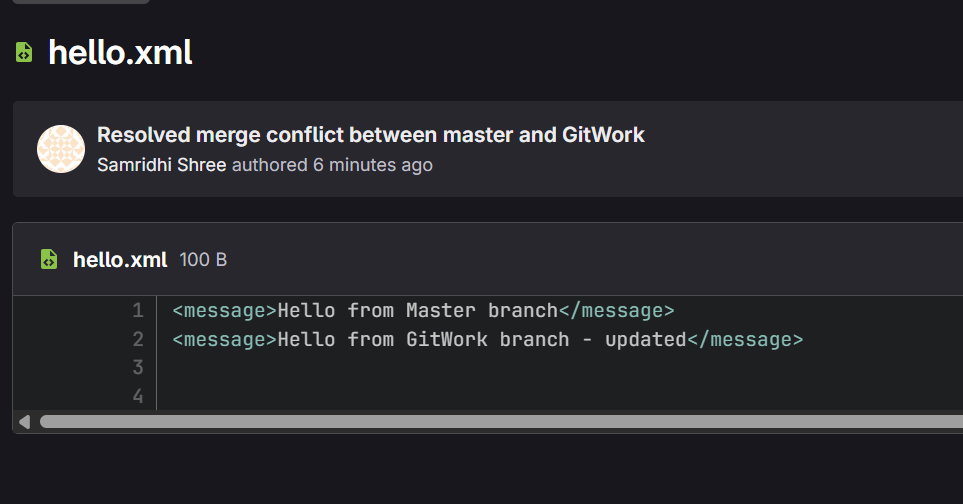 hello.xml
Resolved merge conflict between master and GitWork
Samridhi Shree authored 6 minutes ago
hello.xml 100 B
1 <message>Hello from Master branch</message>
2 <message>Hello from GitWork branch - updated</message>
3
4